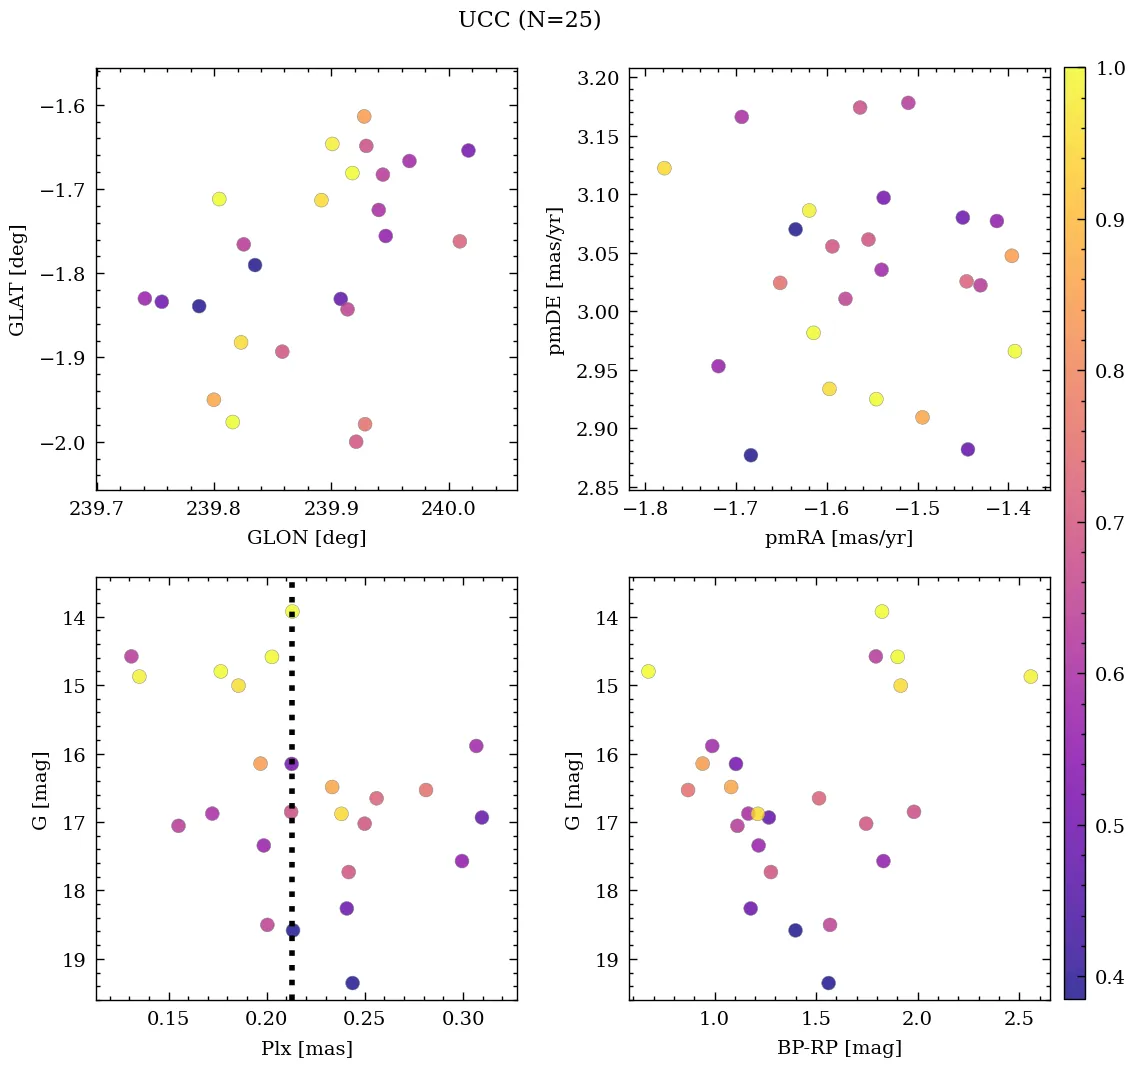 UCC (N=25)
−1.6
−1.7
−1.8
−1.9
−2.0
GLAT [deg]
239.7 239.8 239.9 240.0
GLON [deg]
3.20
3.15
3.10
3.05
3.00
2.95
2.90
2.85
pmDE [mas/yr]
−1.8 −1.7 −1.6 −1.5 −1.4
pmRA [mas/yr]
14
15
16
17
18
19
G [mag]
0.15 0.20 0.25 0.30
Plx [mas]
14
15
16
17
18
19
G [mag]
1.0 1.5 2.0 2.5
BP-RP [mag]
1.0
0.9
0.8
0.7
0.6
0.5
0.4